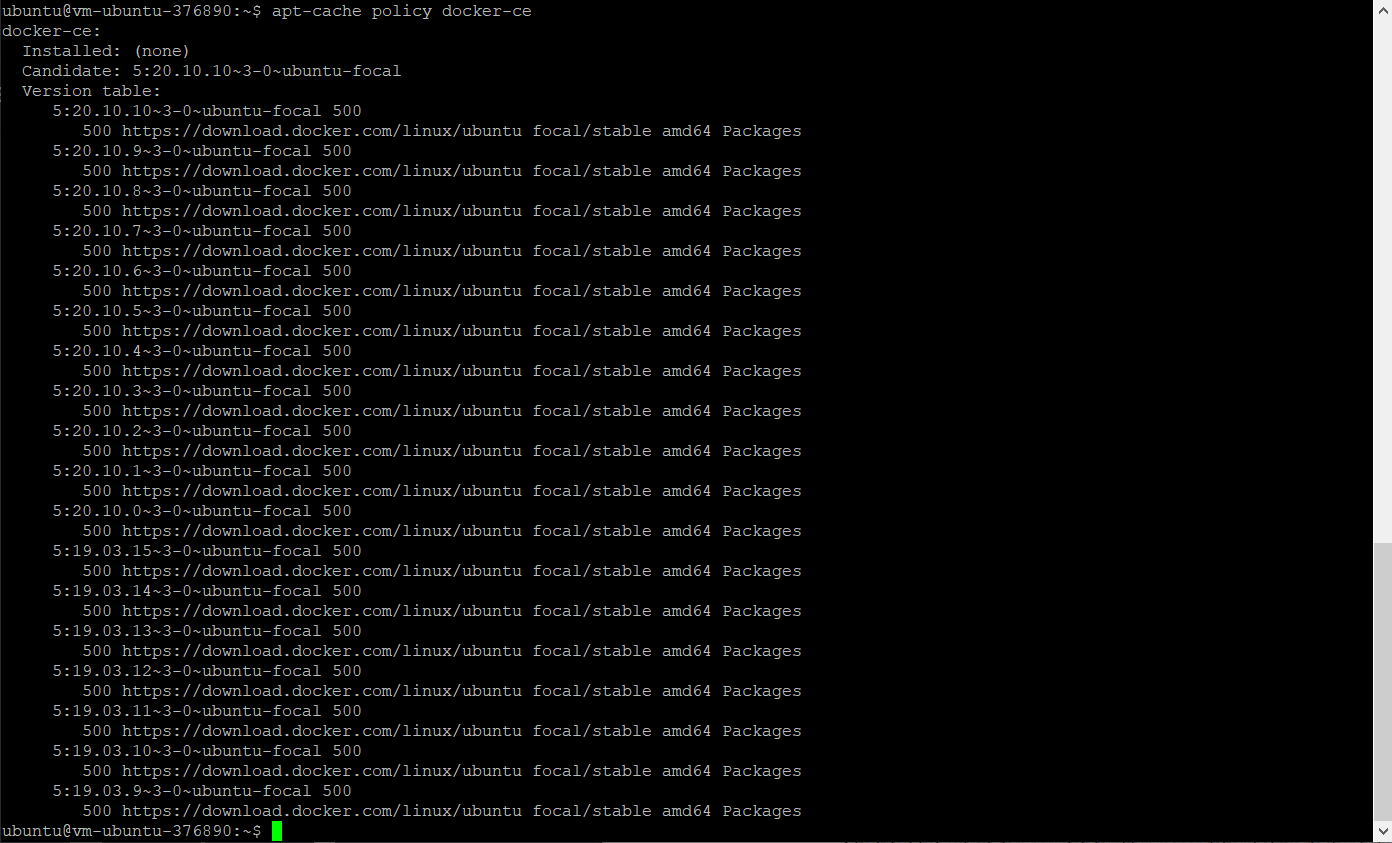 ubuntu@vm-ubuntu-376890:~$ apt-cache policy docker-ce
docker-ce:
  Installed: (none)
  Candidate: 5:20.10.10~3-0~ubuntu-focal
  Version table:
     5:20.10.10~3-0~ubuntu-focal 500
        500 https://download.docker.com/linux/ubuntu focal/stable amd64 Packages
     5:20.10.9~3-0~ubuntu-focal 500
        500 https://download.docker.com/linux/ubuntu focal/stable amd64 Packages
     5:20.10.8~3-0~ubuntu-focal 500
        500 https://download.docker.com/linux/ubuntu focal/stable amd64 Packages
     5:20.10.7~3-0~ubuntu-focal 500
        500 https://download.docker.com/linux/ubuntu focal/stable amd64 Packages
     5:20.10.6~3-0~ubuntu-focal 500
        500 https://download.docker.com/linux/ubuntu focal/stable amd64 Packages
     5:20.10.5~3-0~ubuntu-focal 500
        500 https://download.docker.com/linux/ubuntu focal/stable amd64 Packages
     5:20.10.4~3-0~ubuntu-focal 500
        500 https://download.docker.com/linux/ubuntu focal/stable amd64 Packages
     5:20.10.3~3-0~ubuntu-focal 500
        500 https://download.docker.com/linux/ubuntu focal/stable amd64 Packages
     5:20.10.2~3-0~ubuntu-focal 500
        500 https://download.docker.com/linux/ubuntu focal/stable amd64 Packages
     5:20.10.1~3-0~ubuntu-focal 500
        500 https://download.docker.com/linux/ubuntu focal/stable amd64 Packages
     5:20.10.0~3-0~ubuntu-focal 500
        500 https://download.docker.com/linux/ubuntu focal/stable amd64 Packages
     5:19.03.15~3-0~ubuntu-focal 500
        500 https://download.docker.com/linux/ubuntu focal/stable amd64 Packages
     5:19.03.14~3-0~ubuntu-focal 500
        500 https://download.docker.com/linux/ubuntu focal/stable amd64 Packages
     5:19.03.13~3-0~ubuntu-focal 500
        500 https://download.docker.com/linux/ubuntu focal/stable amd64 Packages
     5:19.03.12~3-0~ubuntu-focal 500
        500 https://download.docker.com/linux/ubuntu focal/stable amd64 Packages
     5:19.03.11~3-0~ubuntu-focal 500
        500 https://download.docker.com/linux/ubuntu focal/stable amd64 Packages
     5:19.03.10~3-0~ubuntu-focal 500
        500 https://download.docker.com/linux/ubuntu focal/stable amd64 Packages
     5:19.03.9~3-0~ubuntu-focal 500
        500 https://download.docker.com/linux/ubuntu focal/stable amd64 Packages
ubuntu@vm-ubuntu-376890:~$